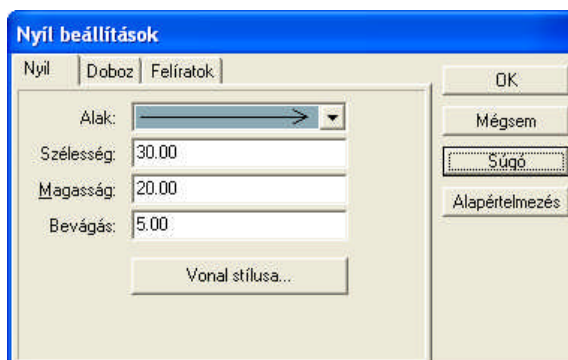 Nyíl beállítások
Nyíl Doboz Felíratok
Alak:
Szélesség: 30.00
Magasság: 20.00
Bevágás: 5.00
Vonal stílusa...
OK
Mégsem
Súgó
Alapértelmezés